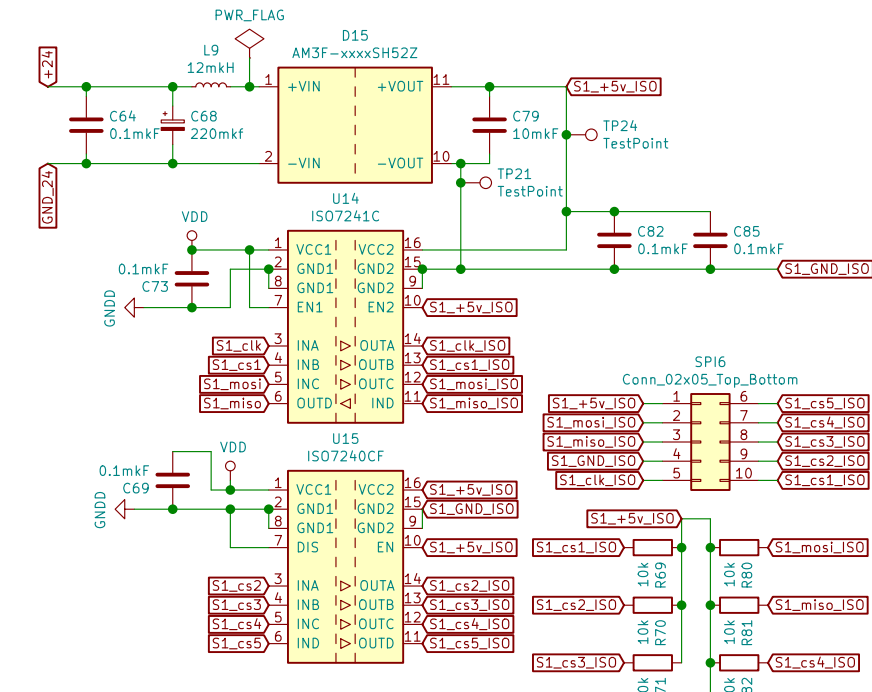 PWR_FLAG
D15
AM3F-xxxxSH52Z
+24
L9
12mkH
1
+VIN
+VOUT
11
S1_+5v_ISO
C64
0.1mkF
+
C68
220mkf
C79
10mkF
TP24
TestPoint
2
-VIN
-VOUT
10
GND_24
TP21
TestPoint
U14
ISO7241C
VDD
C82
0.1mkF
C85
0.1mkF
1
VCC1
VCC2
16
0.1mkF
C73
2
GND1
GND2
15
S1_GND_ISO
8
GND1
GND2
9
GNDD
7
EN1
EN2
10
S1_+5v_ISO
S1_clk
3
INA
OUTA
14
S1_clk_ISO
S1_cs1
4
INB
OUTB
13
S1_cs1_ISO
S1_mosi
5
INC
OUTC
12
S1_mosi_ISO
S1_miso
6
OUTD
IND
11
S1_miso_ISO
SPI6
Conn_02x05_Top_Bottom
S1_+5v_ISO
1
6
S1_cs5_ISO
S1_mosi_ISO
2
7
S1_cs4_ISO
S1_miso_ISO
3
8
S1_cs3_ISO
S1_GND_ISO
4
9
S1_cs2_ISO
S1_clk_ISO
5
10
S1_cs1_ISO
U15
ISO7240CF
VDD
0.1mkF
C69
1
VCC1
VCC2
16
S1_+5v_ISO
2
GND1
GND2
15
S1_GND_ISO
8
GND1
GND2
9
GNDD
7
DIS
EN
10
S1_+5v_ISO
S1_cs2
3
INA
OUTA
14
S1_cs2_ISO
S1_cs3
4
INB
OUTB
13
S1_cs3_ISO
S1_cs4
5
INC
OUTC
12
S1_cs4_ISO
S1_cs5
6
IND
OUTD
11
S1_cs5_ISO
S1_+5v_ISO
S1_cs1_ISO
10k
R69
10k
R80
S1_mosi_ISO
S1_cs2_ISO
10k
R70
10k
R81
S1_miso_ISO
S1_cs3_ISO
S1_cs4_ISO